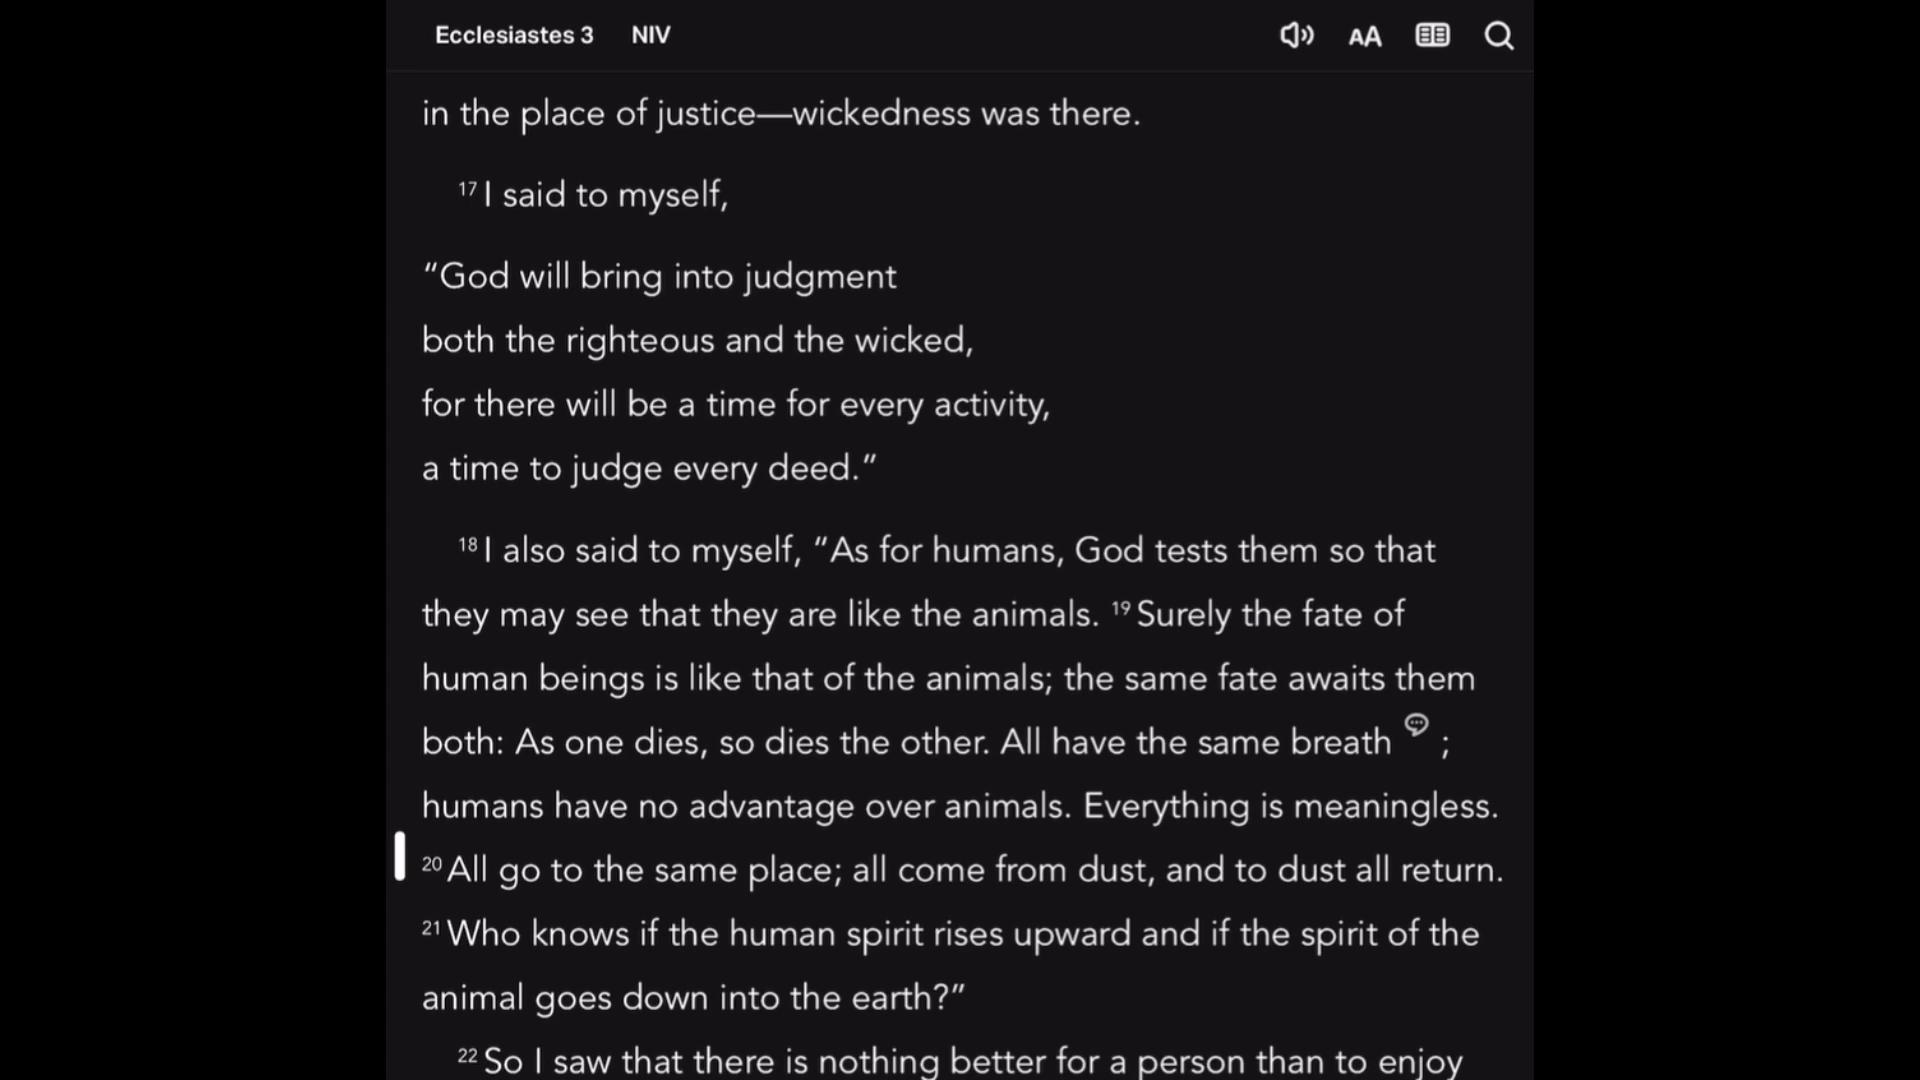 Ecclesiastes 3 NIV AA
in the place of justice—wickedness was there.
17 I said to myself,
“God will bring into judgment
both the righteous and the wicked,
for there will be a time for every activity,
a time to judge every deed.”
18 I also said to myself, “As for humans, God tests them so that
they may see that they are like the animals. 19 Surely the fate of
human beings is like that of the animals; the same fate awaits them
both: As one dies, so dies the other. All have the same breath ;
humans have no advantage over animals. Everything is meaningless.
20 All go to the same place; all come from dust, and to dust all return.
21 Who knows if the human spirit rises upward and if the spirit of the
animal goes down into the earth?”
22 So I saw that there is nothing better for a person than to enjoy